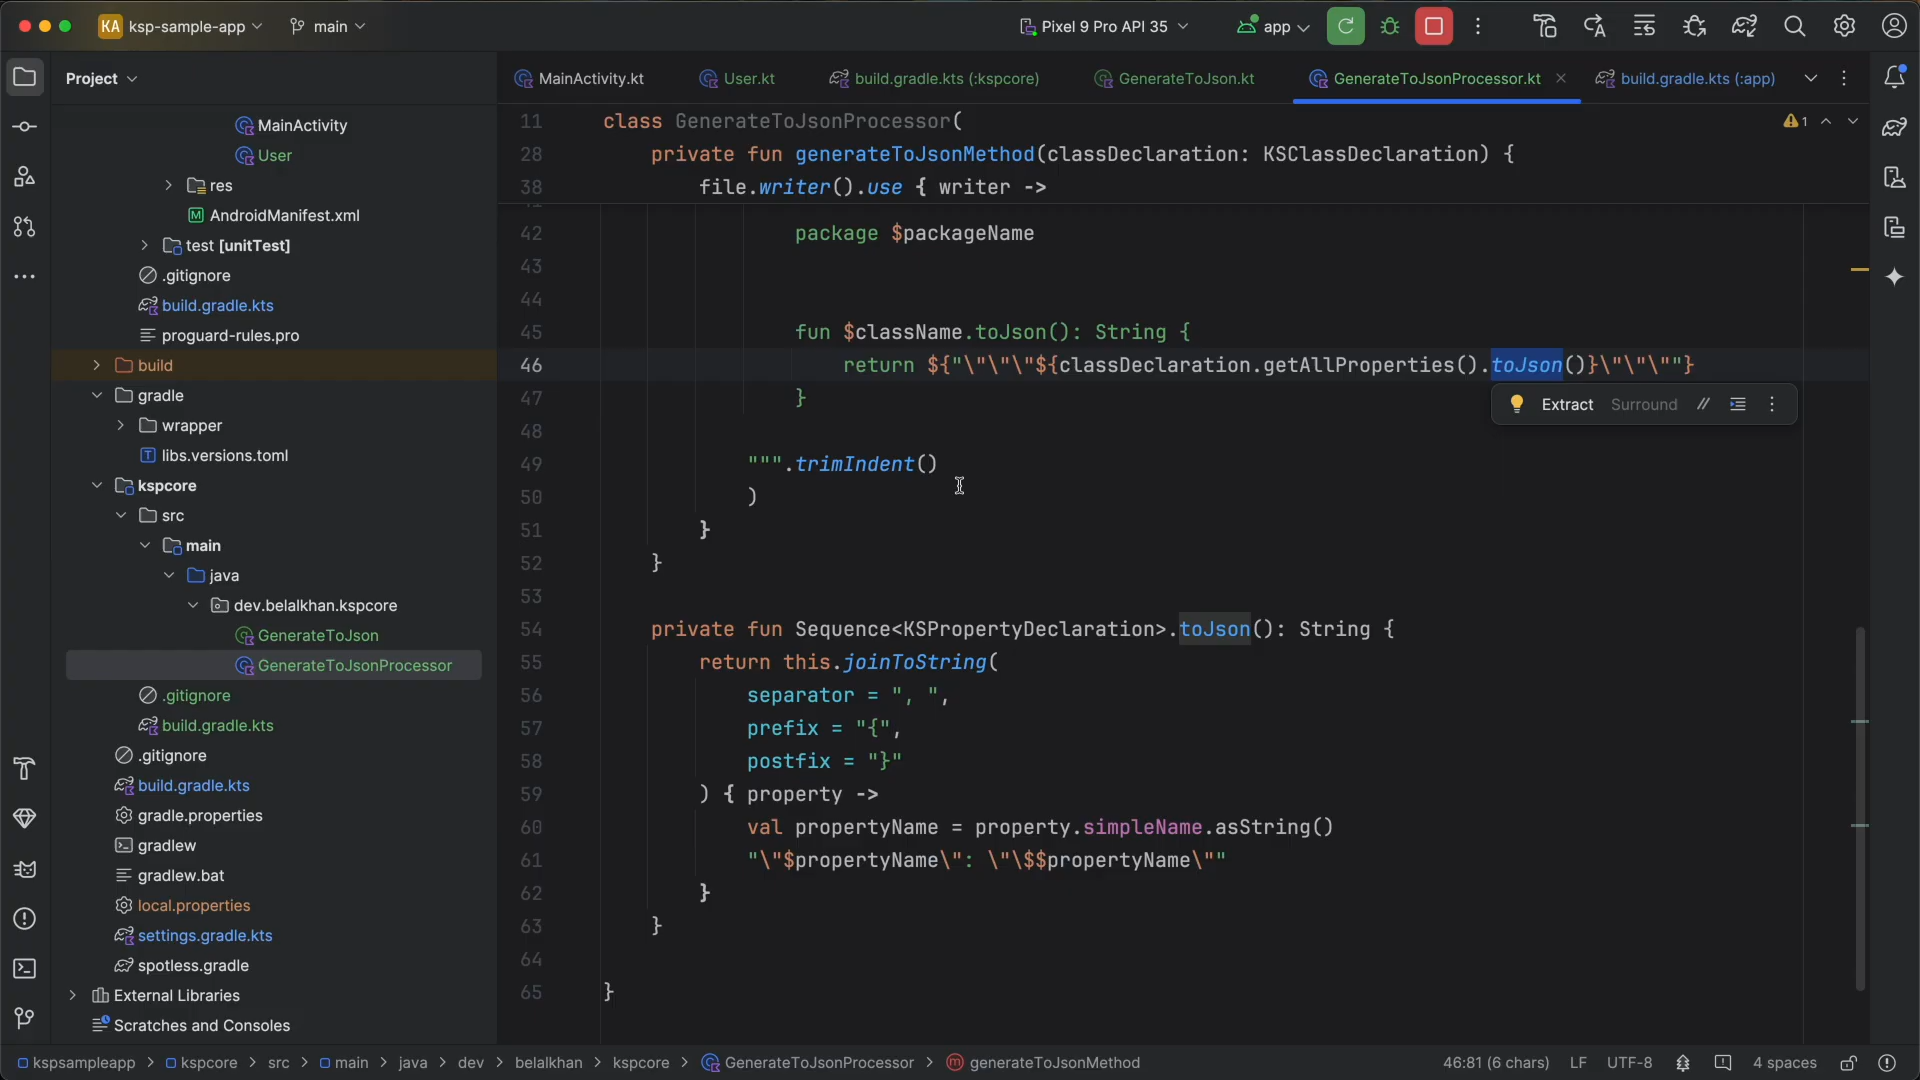 KA ksp-sample-app main Pixel 9 Pro API 35 app
Project
MainActivity.kt User.kt build.gradle.kts (:kspcore) GenerateToJson.kt GenerateToJsonProcessor.kt build.gradle.kts (:app)
MainActivity
User
res
AndroidManifest.xml
test [unitTest]
.gitignore
build.gradle.kts
proguard-rules.pro
build
gradle
wrapper
libs.versions.toml
kspcore
src
main
java
dev.belalkhan.kspcore
GenerateToJson
GenerateToJsonProcessor
.gitignore
build.gradle.kts
.gitignore
build.gradle.kts
gradle.properties
gradlew
gradlew.bat
local.properties
settings.gradle.kts
spotless.gradle
External Libraries
Scratches and Consoles
11 class GenerateToJsonProcessor(
1
28 private fun generateToJsonMethod(classDeclaration: KSClassDeclaration) {
38 file.writer().use { writer ->
42 package $packageName
43
44
45 fun $className.toJson(): String {
46 return ${"\"\"\"${classDeclaration.getAllProperties().toJson()}\"\"\""}
47 }
Extract Surround //
48
49 """.trimIndent()
50 )
51 }
52 }
53
54 private fun Sequence<KSPropertyDeclaration>.toJson(): String {
55 return this.joinToString(
56 separator = ", ",
57 prefix = "{",
58 postfix = "}"
59 ) { property ->
60 val propertyName = property.simpleName.asString()
61 "\"$propertyName\": \"\$$propertyName\""
62 }
63 }
64
65 }
kspsampleapp > kspcore > src > main > java > dev > belalkhan > kspcore > GenerateToJsonProcessor > generateToJsonMethod 46:81 (6 chars) LF UTF-8 4 spaces